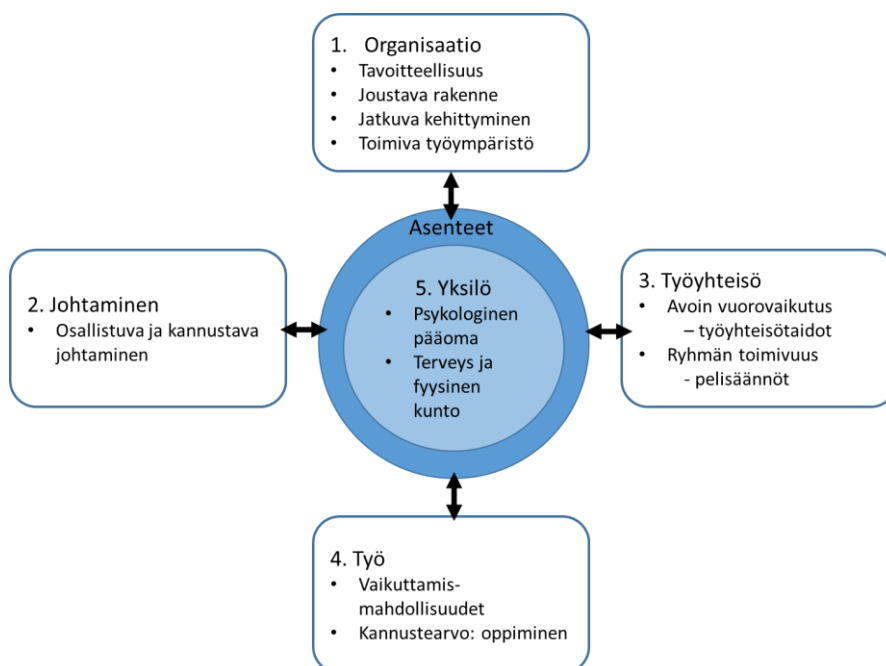 1. Organisaatio
• Tavoitteellisuus
• Joustava rakenne
• Jatkuva kehittyminen
• Toimiva työympäristö
Asenteet
2. Johtaminen
• Osallistuva ja kannustava
johtaminen
5. Yksilö
• Psykologinen
pääoma
• Terveys ja
fyysinen
kunto
3. Työyhteisö
• Avoin vuorovaikutus
– työyhteisötaidot
• Ryhmän toimivuus
- pelisäännöt
4. Työ
• Vaikuttamis-
mahdollisuudet
• Kannustearvo: oppiminen